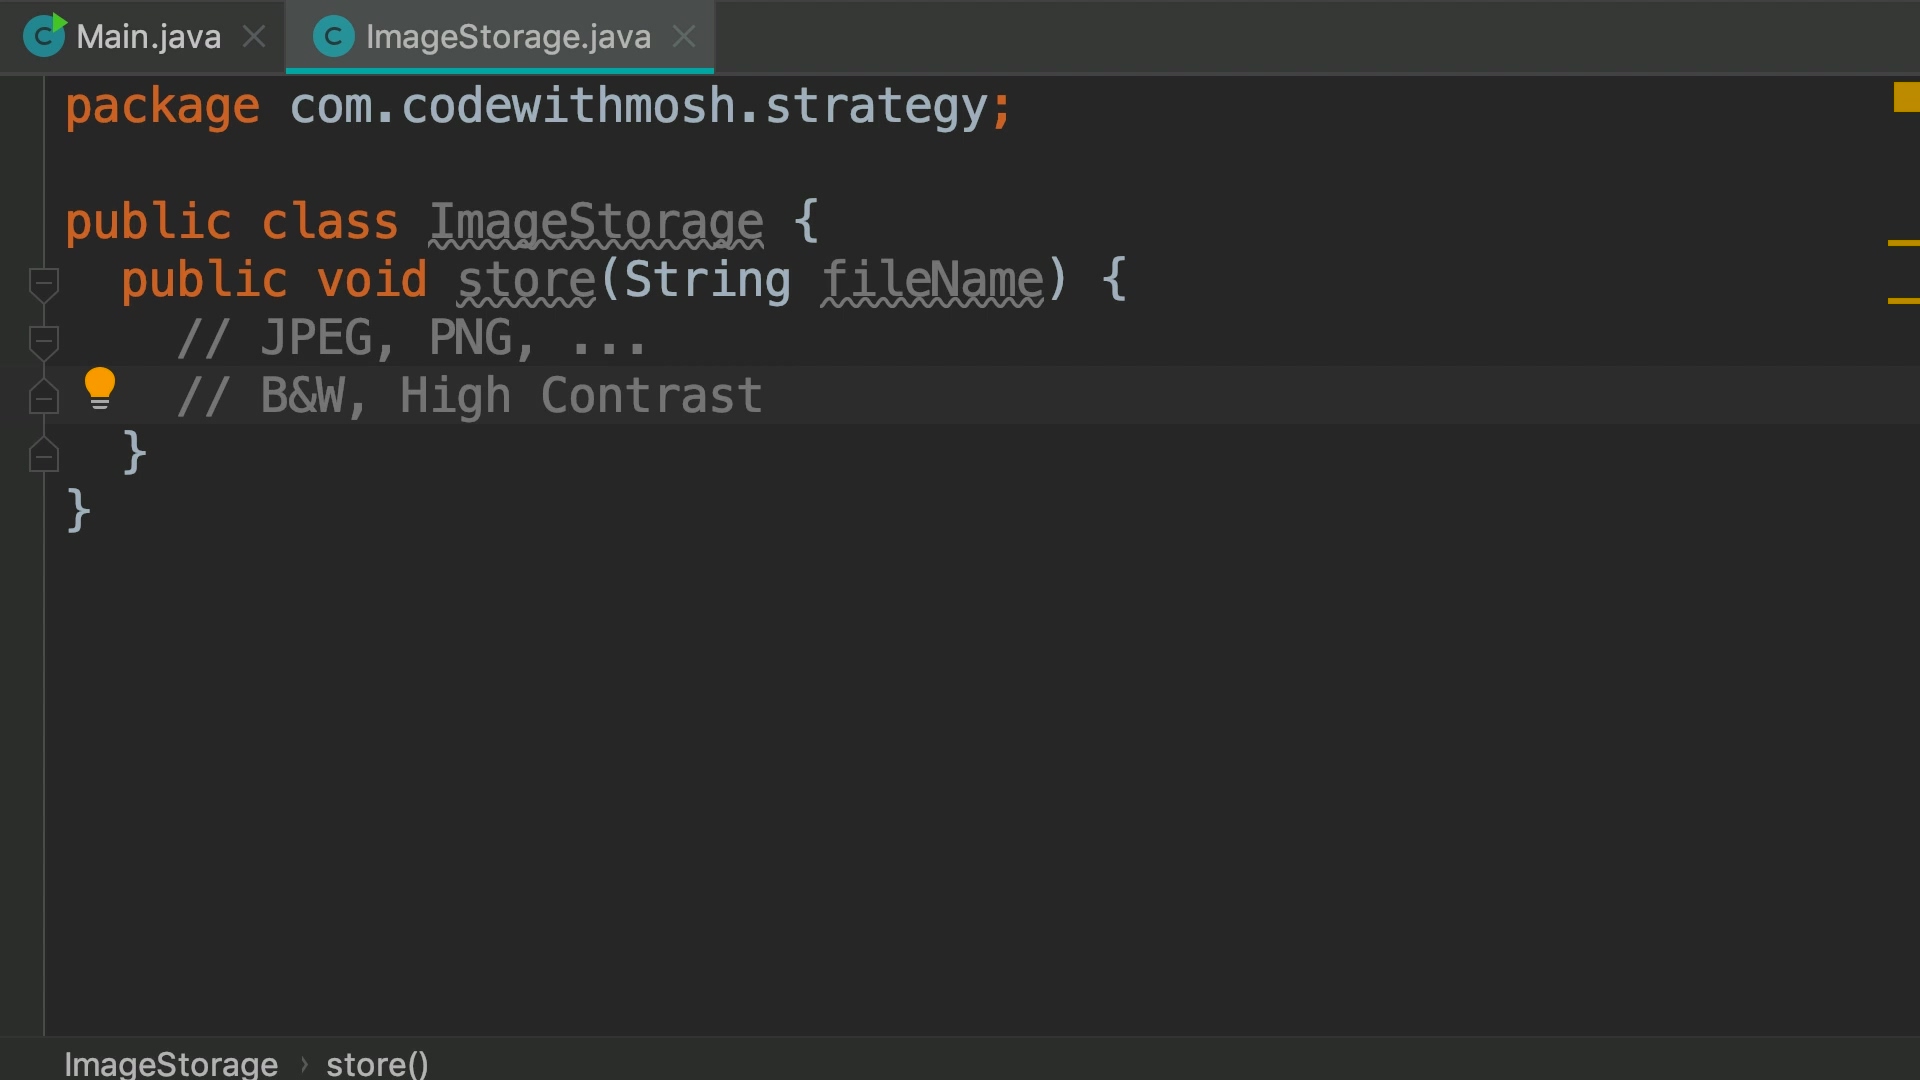 Main.java ImageStorage.java
package com.codewithmosh.strategy;
public class ImageStorage {
  public void store(String fileName) {
    // JPEG, PNG, ...
    // B&W, High Contrast
  }
}
ImageStorage › store()